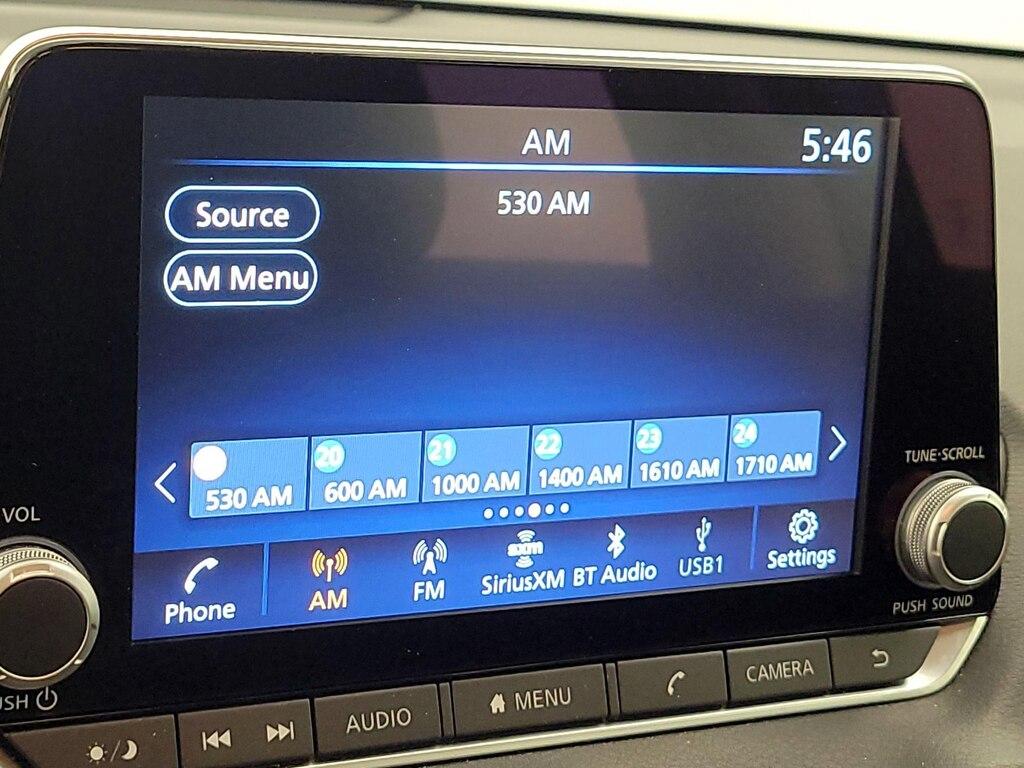 AM
5:46
530 AM
Source
AM Menu
530 AM
20
600 AM
21
1000 AM
22
1400 AM
23
1610 AM
24
1710 AM
Phone
AM
FM
sxm
SiriusXM
BT Audio
USB1
Settings
VOL
TUNE·SCROLL
PUSH SOUND
AUDIO
MENU
CAMERA